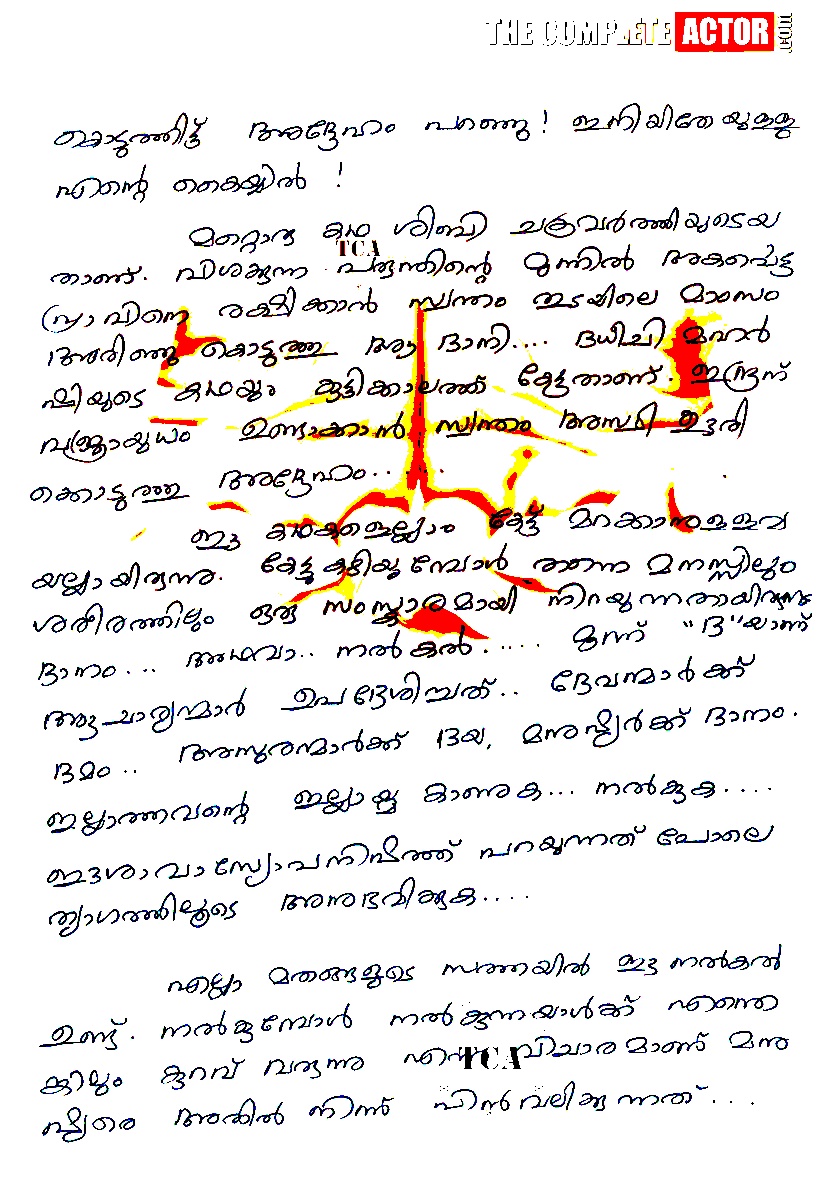 THE COMPLETE ACTOR .com
കൊടുത്തിട്ട് അദ്ദേഹം പറഞ്ഞു! ഇനിയിതേയുള്ളു
എന്റെ കൈയ്യിൽ!
മറ്റൊരു കഥ ശിബി ചക്രവർത്തിയുടെയ
TCA
താണ്. വിശക്കുന്ന പരുന്തിന്റെ മുന്നിൽ അകപ്പെട്ട
പ്രാവിനെ രക്ഷിക്കാൻ സ്വന്തം തുടയിലെ മാംസം
അരിഞ്ഞു കൊടുത്ത ആ ദാനി.... ദധീചി മഹർ
ഷിയുടെ കഥയും കുട്ടിക്കാലത്ത് കേട്ടതാണ്. ഇന്ദ്രന്
വജ്രായുധം ഉണ്ടാക്കാൻ സ്വന്തം അസ്ഥി ഊരി
ക്കൊടുത്തു അദ്ദേഹം.....
ഈ കഥകളെല്ലാം കേട്ട് മറക്കാനുള്ളവ
യല്ലായിരുന്നു. കേട്ടു കഴിയുമ്പോൾ തന്നെ മനസ്സിലും
ശരീരത്തിലും ഒരു സംസ്ക്കാരമായി നിറയുന്നതായിരുന്നു
ദാനം... അഥവാ.. നൽകൽ...... മൂന്ന് "ദ"യാണ്
ആചാര്യന്മാർ ഉപദ്ദേശിച്ചത്.. ദേവന്മാർക്ക്
ദമം.. അസുരന്മാർക്ക് ദയ, മനുഷ്യർക്ക് ദാനം.
ഇല്ലാത്തവന്റെ ഇല്ലായ്മ കാണുക... നൽകുക....
ഈശാവാസ്യോപനിഷത്ത് പറയുന്നത് പോലെ
ത്യാഗത്തിലൂടെ അനുഭവിക്കുക....
എല്ലാ മതങ്ങളുടെ സത്തയിൽ ഈ നൽകൽ
ഉണ്ട്. നൽകുമ്പോൾ നൽകുന്നയാൾക്ക് എന്തെ
ങ്കിലും കുറവ് വരുന്നു എന്ന വിചാരമാണ് മനു
TCA
ഷ്യരെ അതിൽ നിന്ന് പിൻവലിക്കുന്നത്...